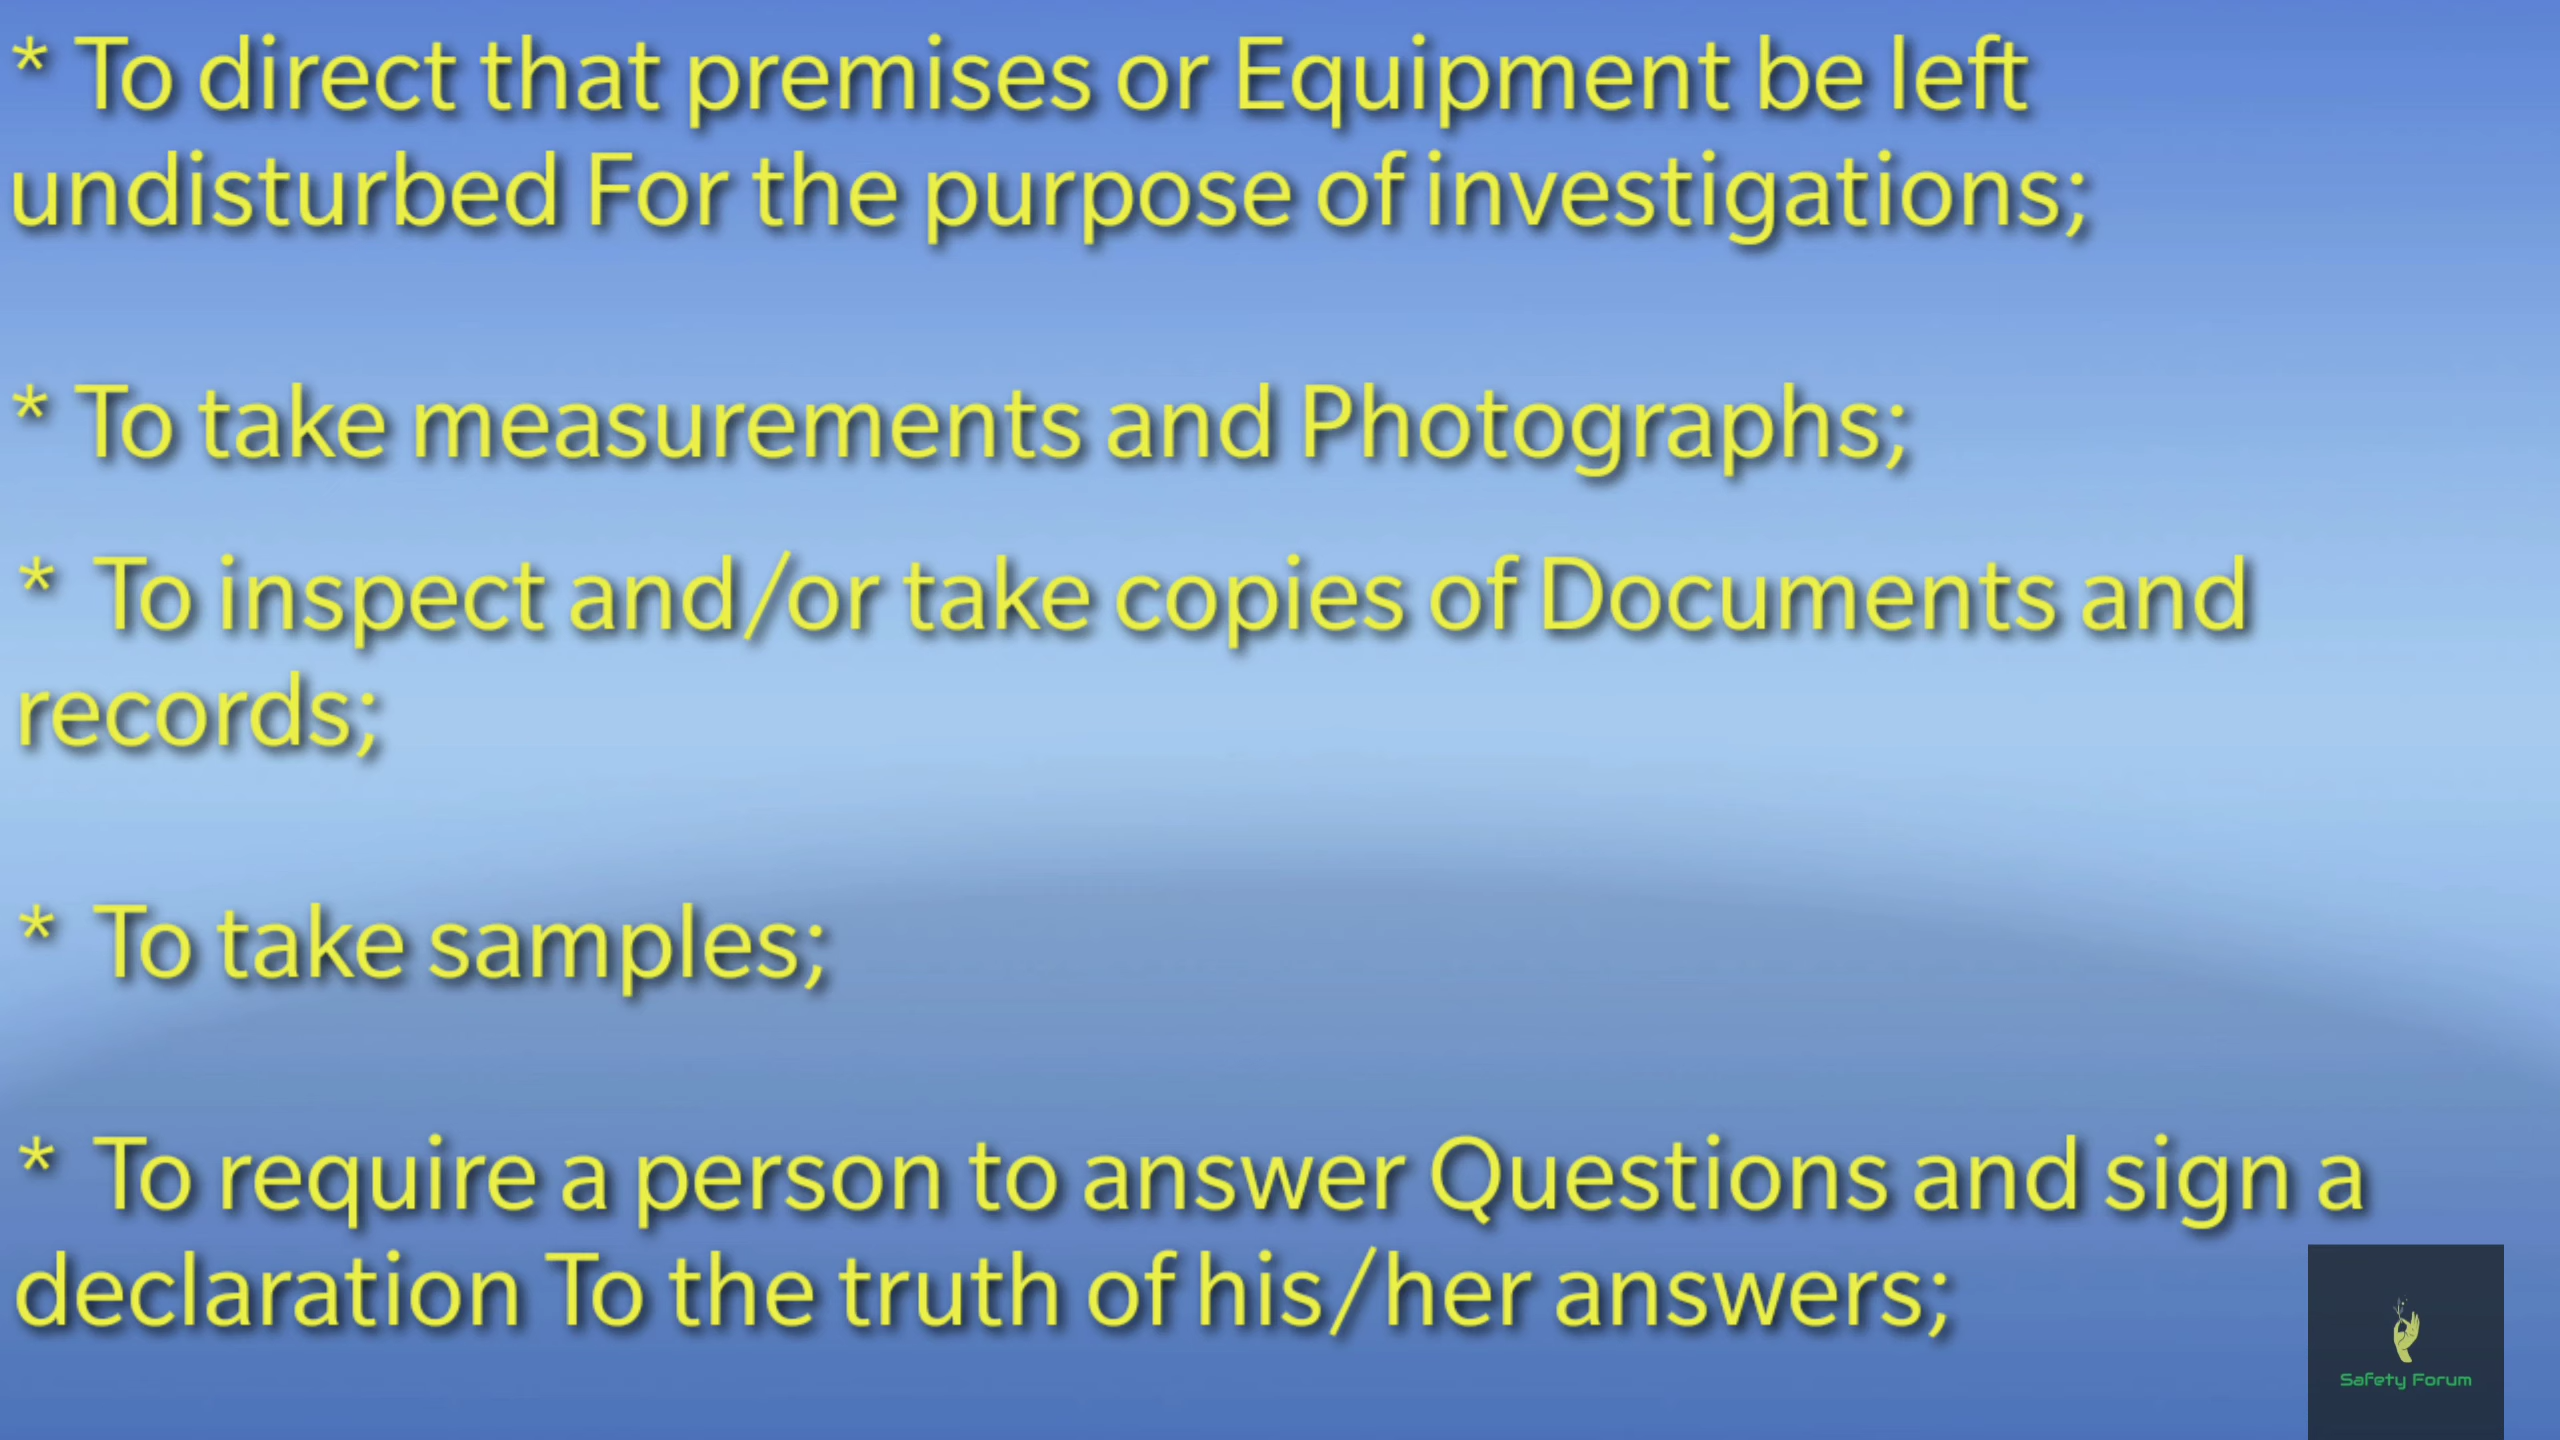 * To direct that premises or Equipment be left
undisturbed For the purpose of investigations;
* To take measurements and Photographs;
* To inspect and/or take copies of Documents and
records;
* To take samples;
* To require a person to answer Questions and sign a
declaration To the truth of his/her answers;
Safety Forum